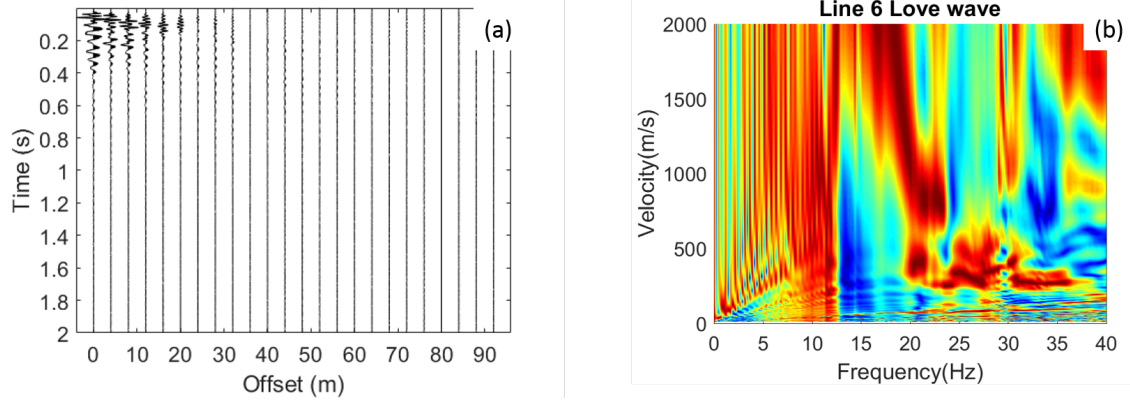 (a)
0.2
0.4
0.6
0.8
1
1.2
1.4
1.6
1.8
2
Time (s)
0 10 20 30 40 50 60 70 80 90
Offset (m)
Line 6 Love wave
(b)
2000
1500
1000
500
0
Velocity(m/s)
0 5 10 15 20 25 30 35 40
Frequency(Hz)